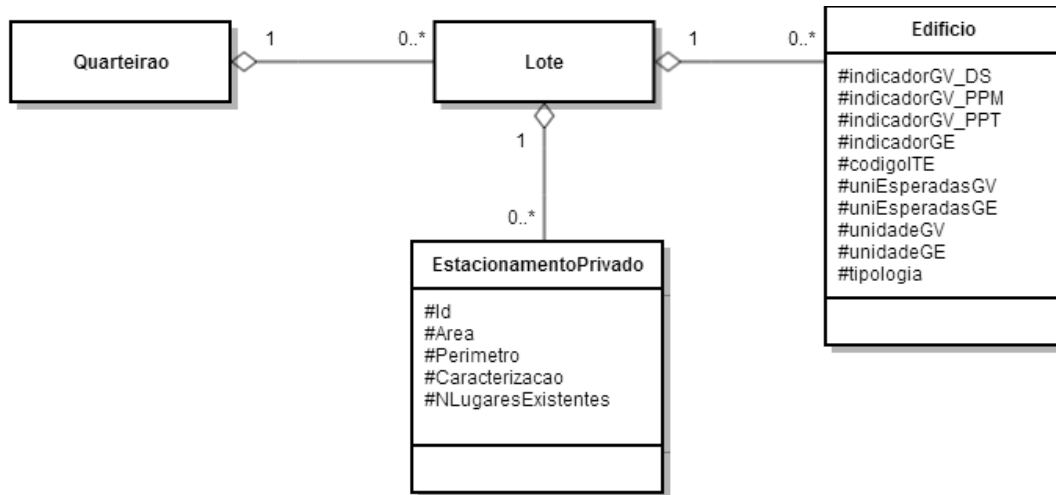 Quarteirao
1
0..*
Lote
1
0..*
Edificio
#indicadorGV_DS
#indicadorGV_PPM
#indicadorGV_PPT
#indicadorGE
#codigoITE
#uniEsperadasGV
#uniEsperadasGE
#unidadeGV
#unidadeGE
#tipologia
1
0..*
EstacionamentoPrivado
#Id
#Area
#Perimetro
#Caracterizacao
#NLugaresExistentes